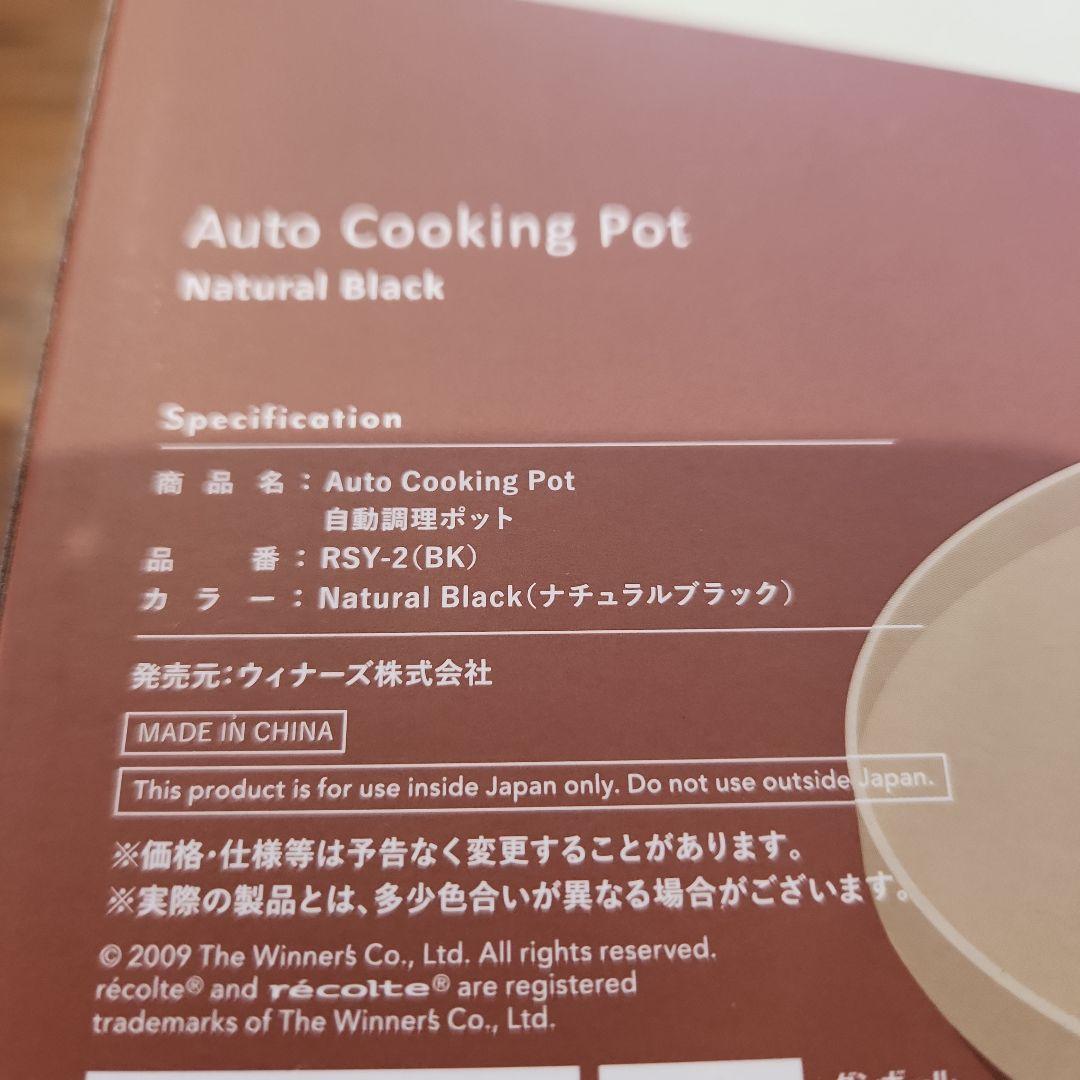 Auto Cooking Pot
Natural Black
Specification
商品名：Auto Cooking Pot
自動調理ポット
品番：RSY-2(BK)
カラー：Natural Black(ナチュラルブラック)
発売元：ウィナーズ株式会社
MADE IN CHINA
This product is for use inside Japan only. Do not use outside Japan.
※価格・仕様等は予告なく変更することがあります。
※実際の製品とは、多少色合いが異なる場合がございます。
© 2009 The Winner's Co., Ltd. All rights reserved.
récolte® and récolte® are registered
trademarks of The Winner's Co., Ltd.